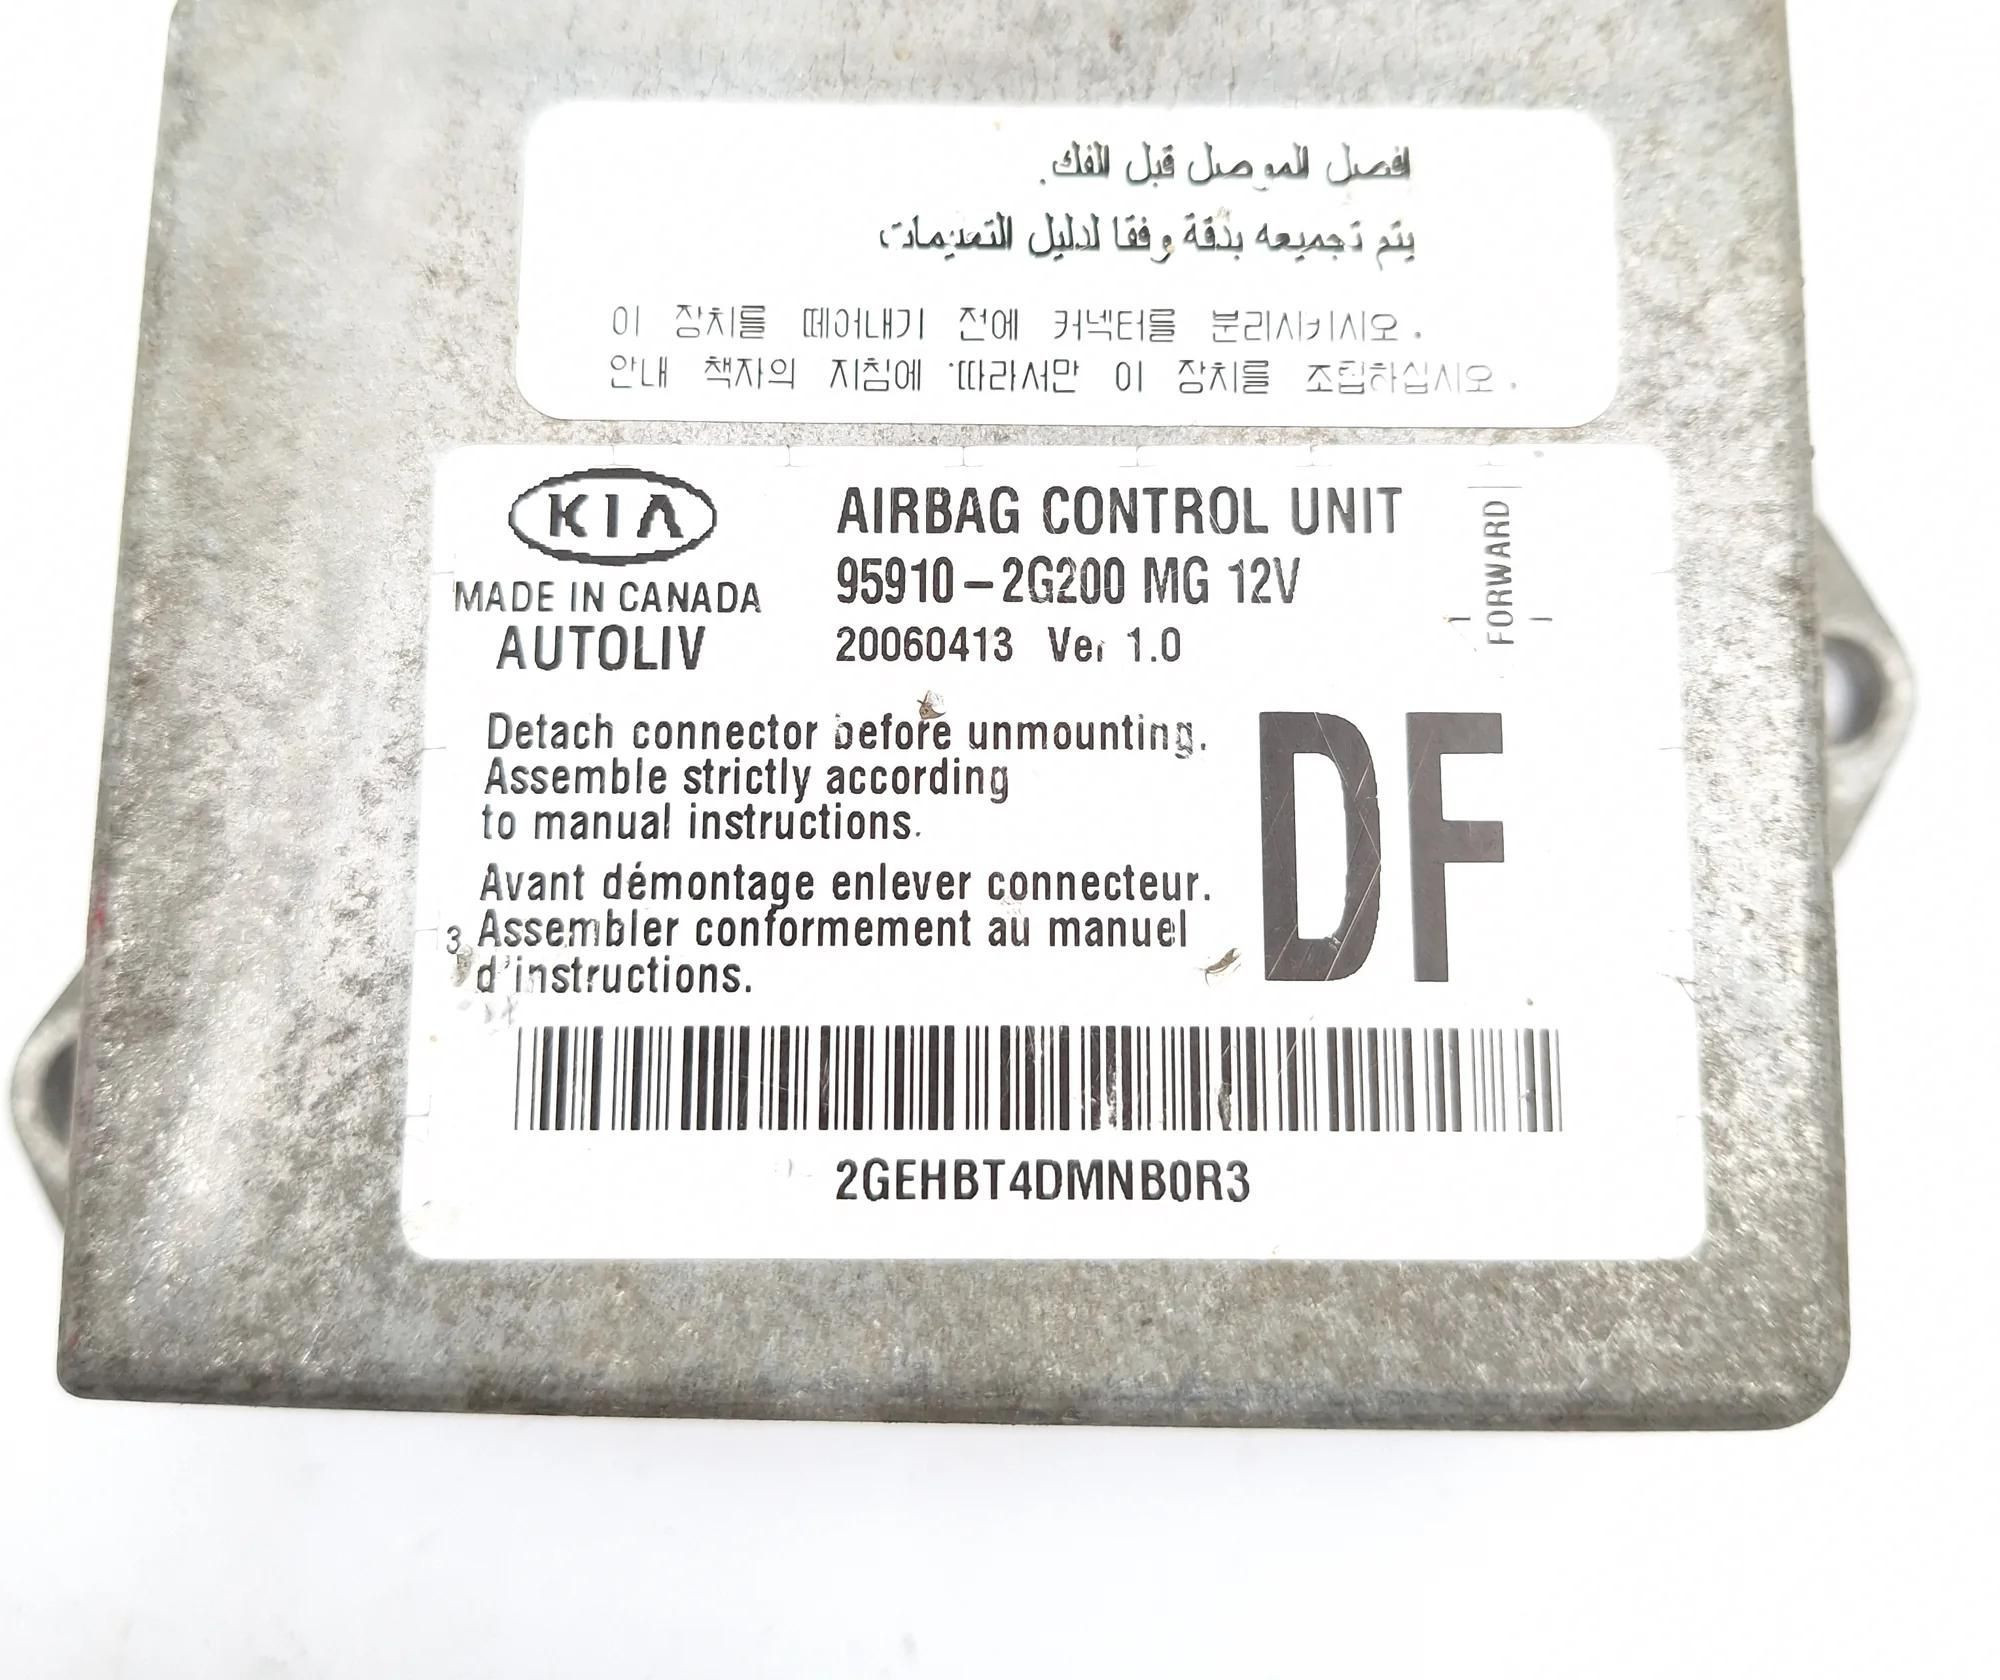 افصل الموصل قبل الفك.
يتم تجميعه بدقة وفقا لدليل التعليمات
이 장치를 떼어내기 전에 커넥터를 분리시키시오.
안내 책자의 지침에 따라서만 이 장치를 조립하십시오.
KIA
MADE IN CANADA
AUTOLIV
AIRBAG CONTROL UNIT
95910-2G200 MG 12V
20060413 Ver 1.0
FORWARD
Detach connector before unmounting.
Assemble strictly according
to manual instructions.
DF
Avant démontage enlever connecteur.
3 Assembler conformement au manuel
d'instructions.
2GEHBT4DMNB0R3